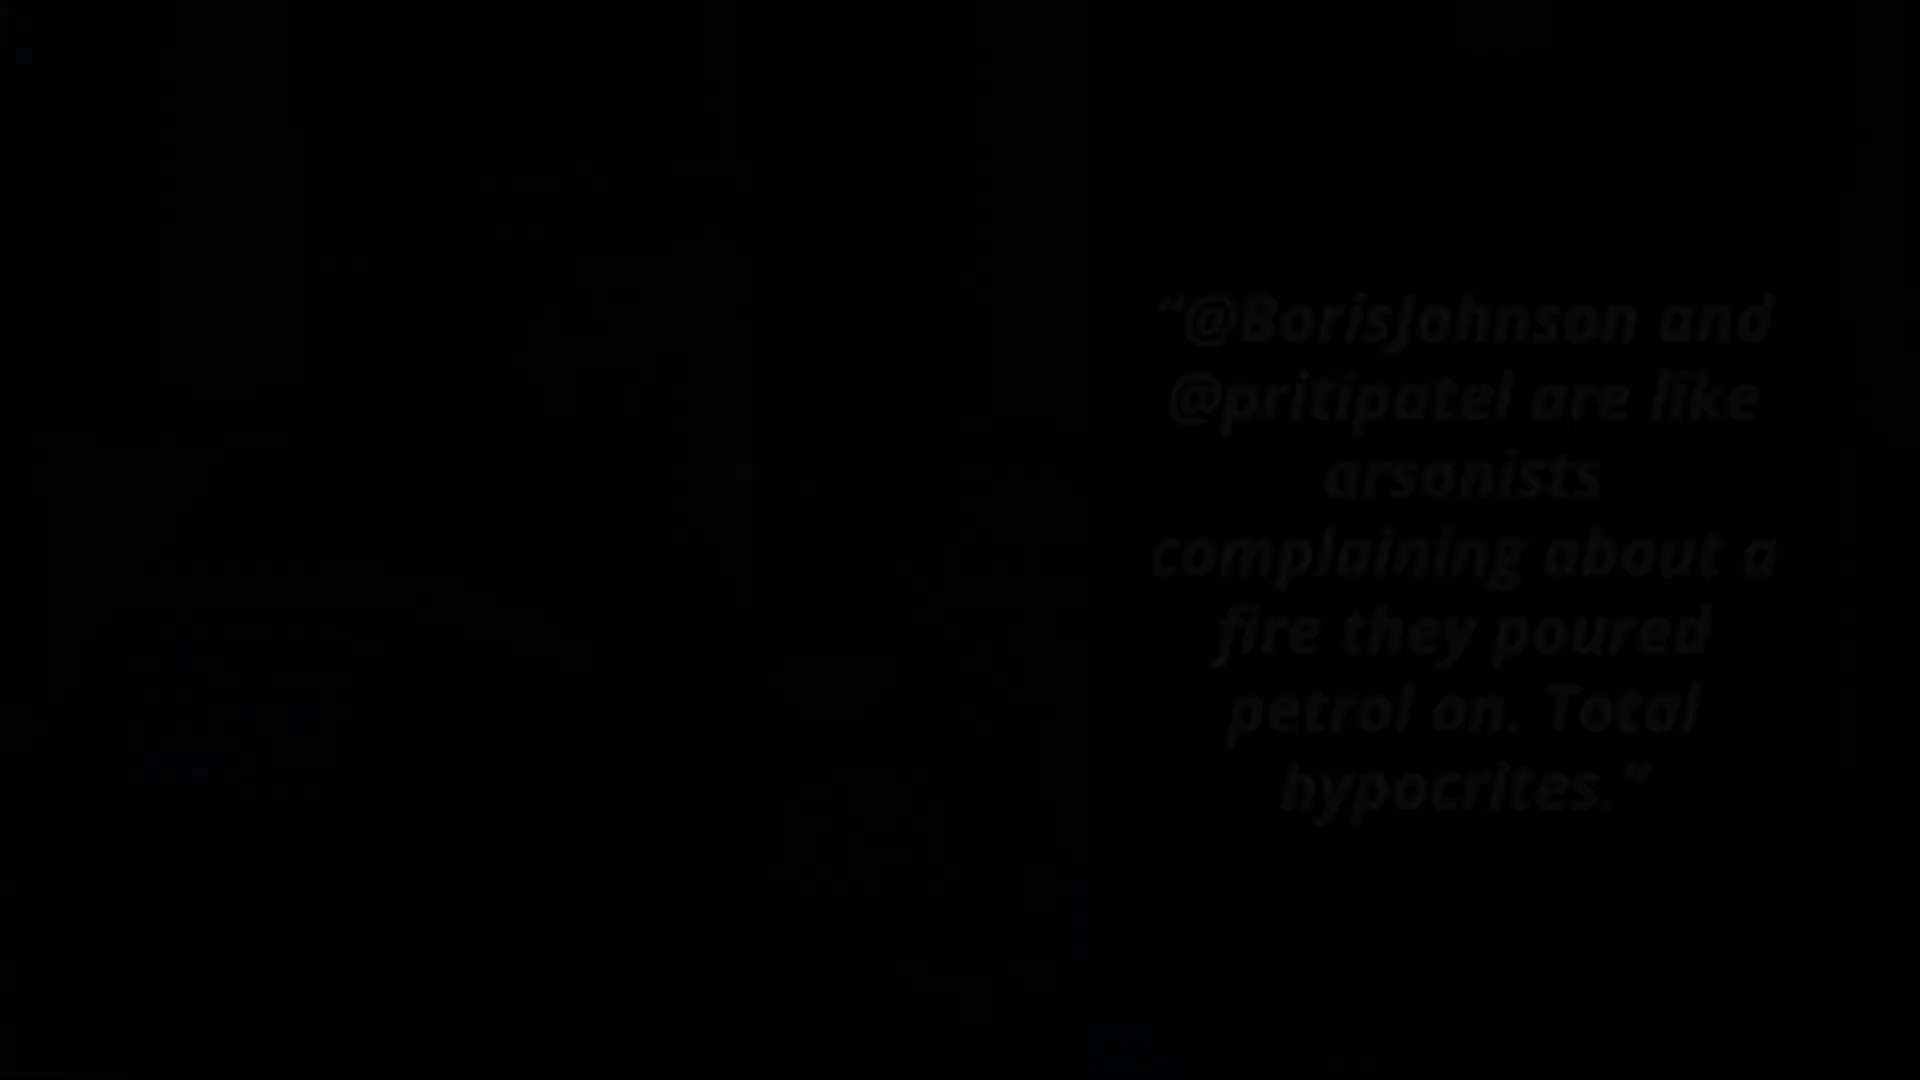 “@BorisJohnson and
@pritipatel are like
arsonists
complaining about a
fire they poured
petrol on. Total
hypocrites.”